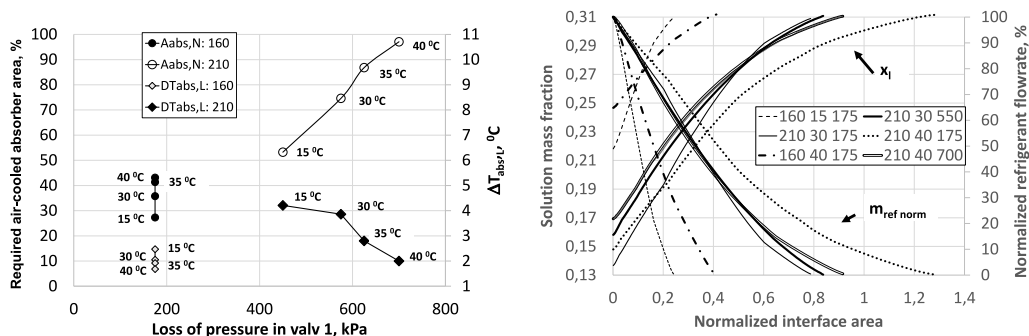 Required air-cooled absorber area, %
100
90
80
70
60
50
40
30
20
10
0
Aabs,N: 160
Aabs,N: 210
DTabs,L: 160
DTabs,L: 210
40 ⁰C
35 ⁰C
30 ⁰C
15 ⁰C
40 ⁰C
35 ⁰C
30 ⁰C
15 ⁰C
15 ⁰C
30 ⁰C
35 ⁰C
40 ⁰C
15 ⁰C
30 ⁰C
35 ⁰C
40 ⁰C
11
10
9
8
7
6
5
4
3
2
1
ΔTabs,L, ⁰C
0 200 400 600 800
Loss of pressure in valv 1, kPa
Solution mass fraction
0,31
0,29
0,27
0,25
0,23
0,21
0,19
0,17
0,15
0,13
xl
160 15 175
210 30 550
210 30 175
210 40 175
160 40 175
210 40 700
mref norm
100
90
80
70
60
50
40
30
20
10
0
Normalized refrigant flowrate, %
0 0,2 0,4 0,6 0,8 1 1,2 1,4
Normalized interface area